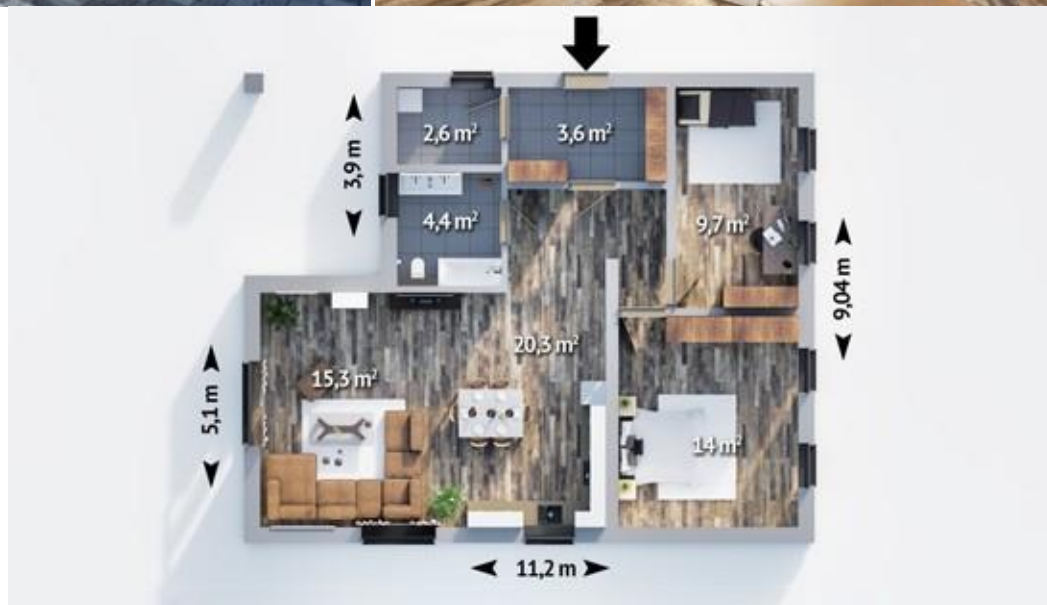 2,6 m²
3,6 m²
3,9 m
4,4 m²
9,7 m²
9,04 m
20,3 m²
15,3 m²
5,1 m
14 m²
11,2 m